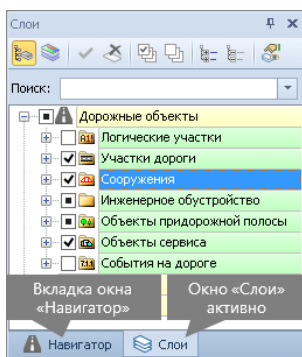 Слои
Поиск:
Дорожные объекты
Логические участки
Участки дороги
Сооружения
Инженерное обустройство
Объекты придорожной полосы
Объекты сервиса
События на дороге
Вкладка окна «Навигатор»
Окно «Слои» активно
Навигатор
Слои